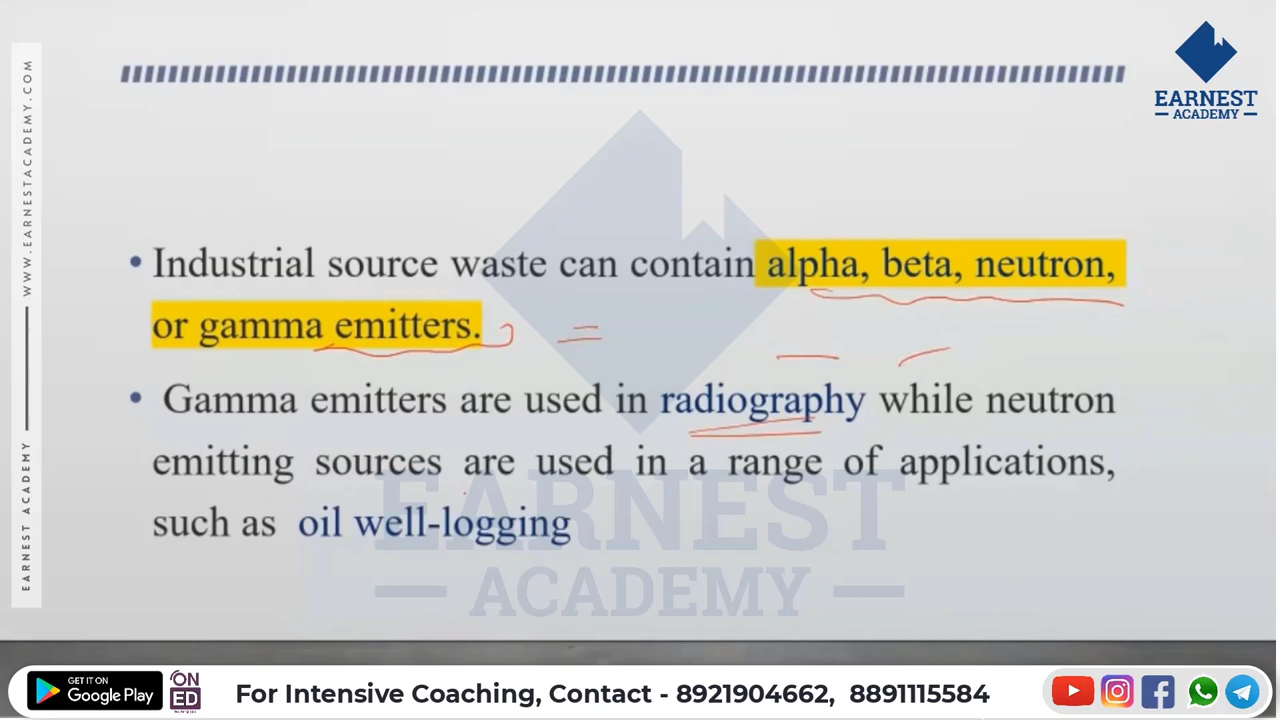 EARNEST
ACADEMY
WWW.EARNESTACADEMY.COM
EARNEST ACADEMY
• Industrial source waste can contain alpha, beta, neutron,
or gamma emitters.
• Gamma emitters are used in radiography while neutron
emitting sources are used in a range of applications,
such as oil well-logging
EARNEST
ACADEMY
GET IT ON
Google Play
ON
ED
For Intensive Coaching, Contact - 8921904662, 8891115584